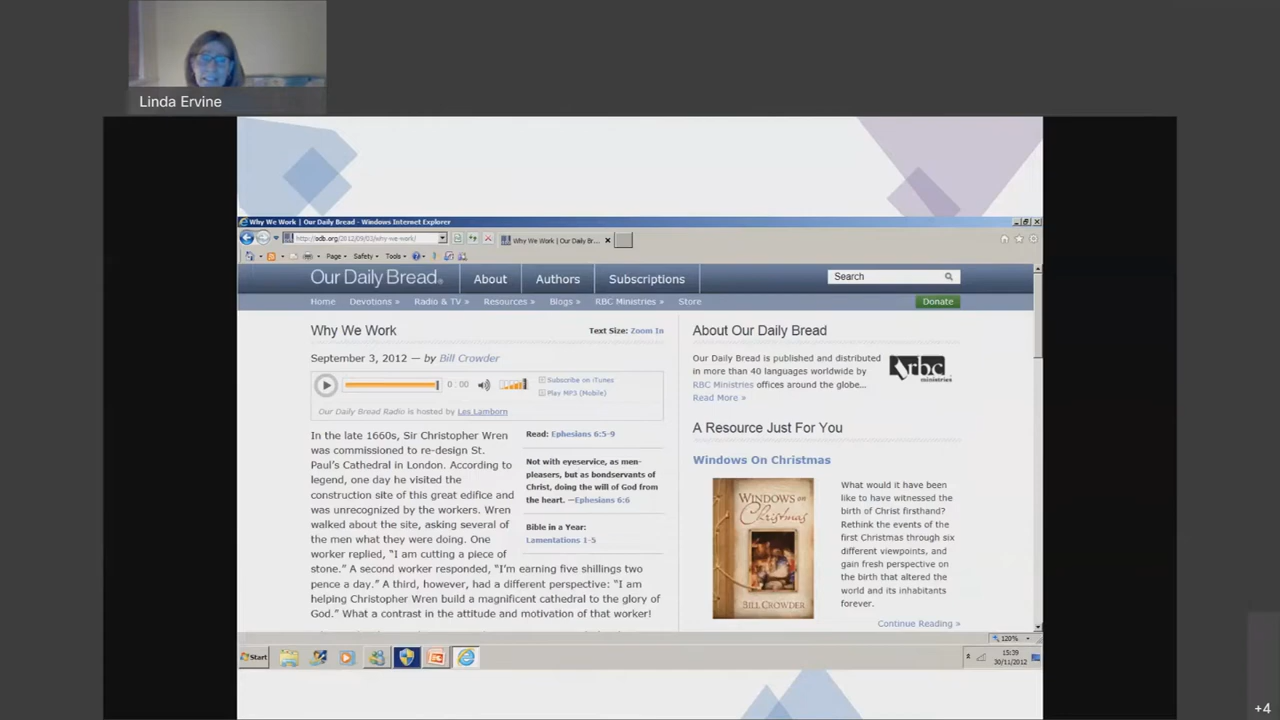 Linda Ervine
Why We Work | Our Daily Bread - Windows Internet Explorer
http://odb.org/2012/09/03/why-we-work/
Why We Work | Our Daily Br...
Page
Safety
Tools
Our Daily Bread
About
Authors
Subscriptions
Search
Home
Devotions »
Radio & TV »
Resources »
Blogs »
RBC Ministries »
Store
Donate
Why We Work
Text Size: Zoom In
September 3, 2012 — by Bill Crowder
0:00
Subscribe on iTunes
Play MP3 (Mobile)
Our Daily Bread Radio is hosted by Les Lamborn
In the late 1660s, Sir Christopher Wren
was commissioned to re-design St.
Paul's Cathedral in London. According to
legend, one day he visited the
construction site of this great edifice and
was unrecognized by the workers. Wren
walked about the site, asking several of
the men what they were doing. One
worker replied, "I am cutting a piece of
stone." A second worker responded, "I'm earning five shillings two
pence a day." A third, however, had a different perspective: "I am
helping Christopher Wren build a magnificent cathedral to the glory of
God." What a contrast in the attitude and motivation of that worker!
Read: Ephesians 6:5-9
Not with eyeservice, as men-
pleasers, but as bondservants of
Christ, doing the will of God from
the heart. —Ephesians 6:6
Bible in a Year:
Lamentations 1-5
About Our Daily Bread
Our Daily Bread is published and distributed
in more than 40 languages worldwide by
RBC Ministries offices around the globe...
Read More »
rbc
ministries
A Resource Just For You
Windows On Christmas
WINDOWS on
Christmas
BILL CROWDER
What would it have been
like to have witnessed the
birth of Christ firsthand?
Rethink the events of the
first Christmas through six
different viewpoints, and
gain fresh perspective on
the birth that altered the
world and its inhabitants
forever.
Continue Reading »
120%
Start
15:39
30/11/2012
+4